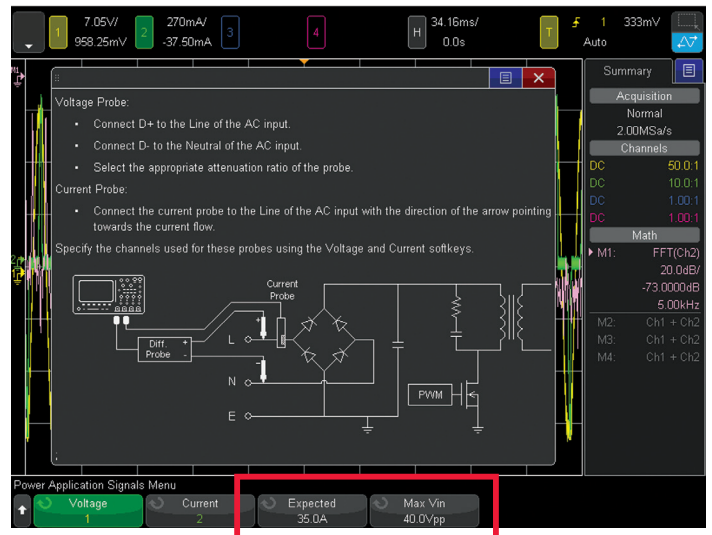 1 7.05V/ 958.25mV 2 270mA/ -37.50mA 3 4 H 34.16ms/ 0.0s T 1 333mV Auto
M1
2
Summary
Acquisition
Normal
2.00MSa/s
Channels
DC 50.0:1
DC 10.0:1
DC 1.00:1
DC 1.00:1
Math
M1: FFT(Ch2)
20.0dB/
-73.0000dB
5.00kHz
M2: Ch1 + Ch2
M3: Ch1 + Ch2
M4: Ch1 + Ch2
Voltage Probe:
• Connect D+ to the Line of the AC input.
• Connect D- to the Neutral of the AC input.
• Select the appropriate attenuation ratio of the probe.
Current Probe:
• Connect the current probe to the Line of the AC input with the direction of the arrow pointing
towards the current flow.
Specify the channels used for these probes using the Voltage and Current softkeys.
Current
Probe
Diff.
Probe
+
-
+
-
L
N
E
PWM
;
Power Application Signals Menu
Voltage
1
Current
2
Expected
35.0A
Max Vin
40.0Vpp